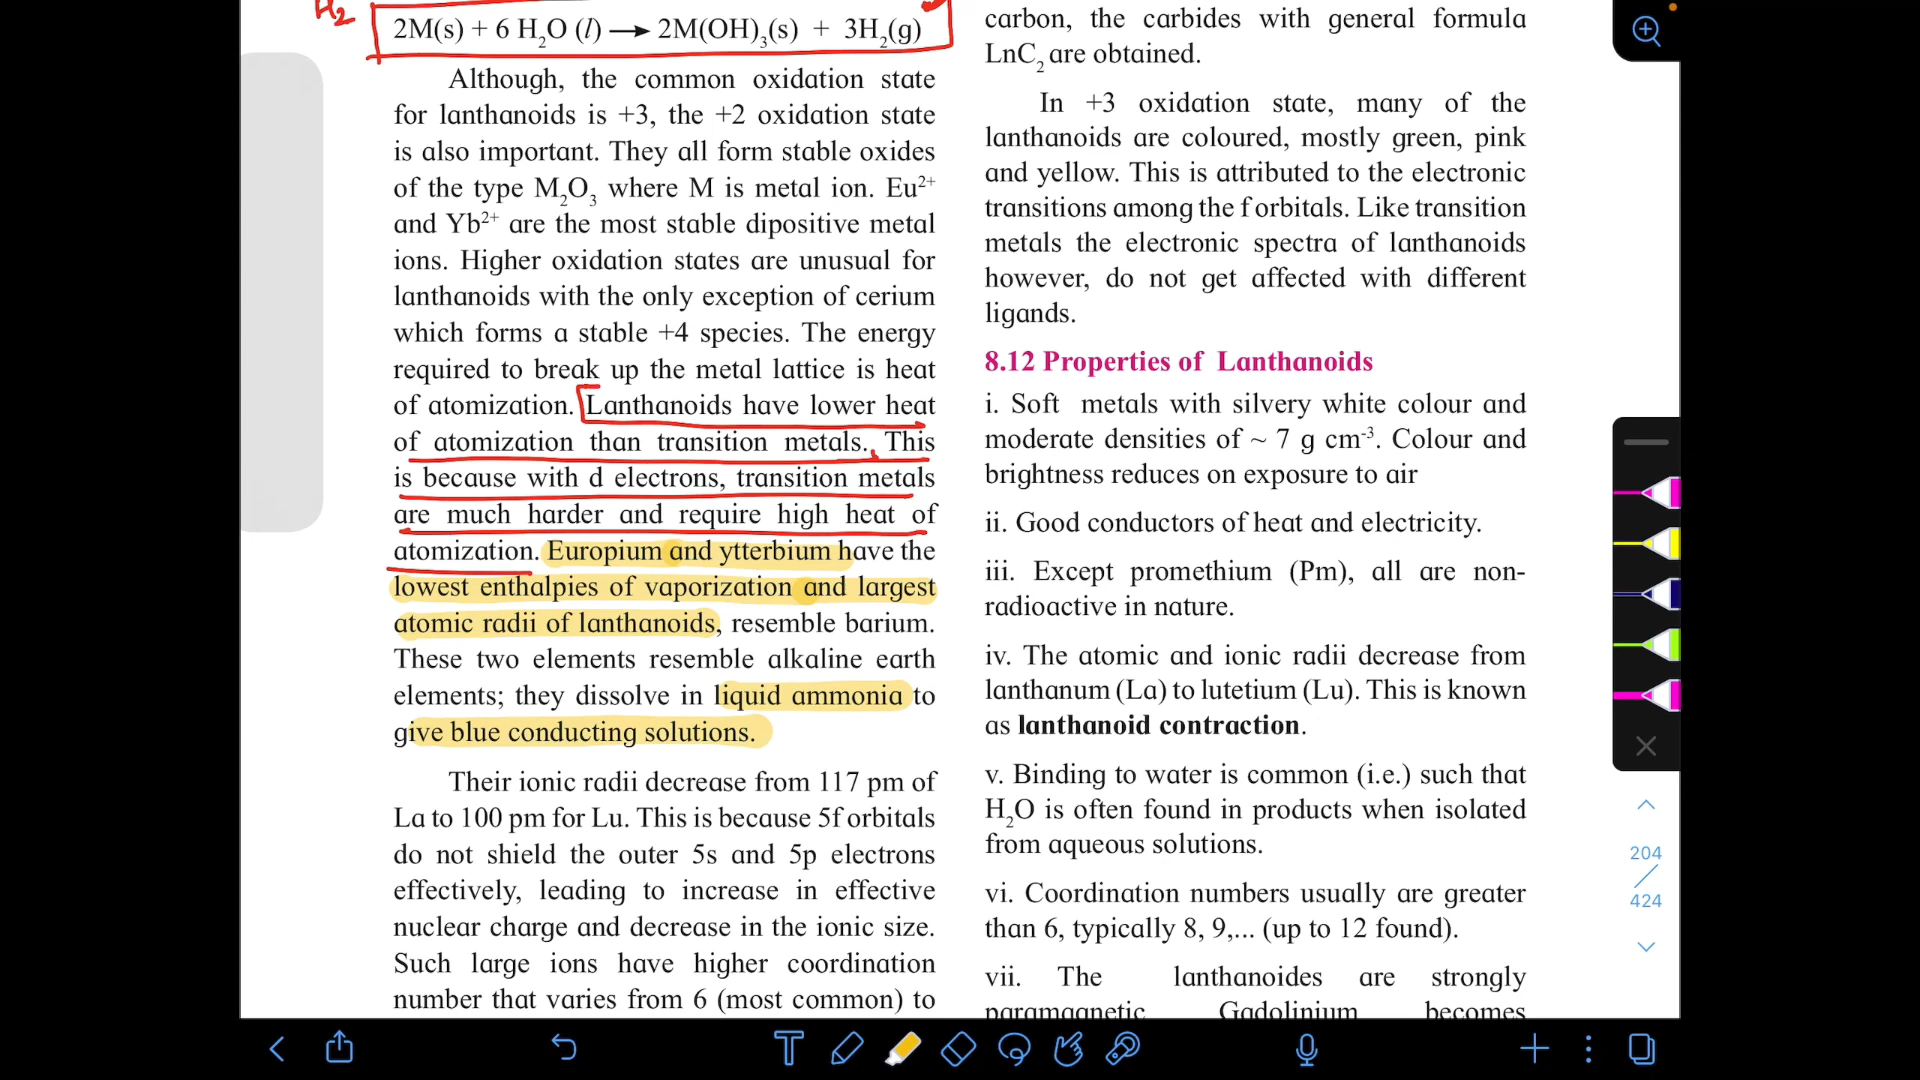 H2
2M(s) + 6 H₂O (l) ⟶ 2M(OH)₃(s) + 3H₂(g)
Although, the common oxidation state
for lanthanoids is +3, the +2 oxidation state
is also important. They all form stable oxides
of the type M₂O₃ where M is metal ion. Eu²⁺
and Yb²⁺ are the most stable dipositive metal
ions. Higher oxidation states are unusual for
lanthanoids with the only exception of cerium
which forms a stable +4 species. The energy
required to break up the metal lattice is heat
of atomization. Lanthanoids have lower heat
of atomization than transition metals. This
is because with d electrons, transition metals
are much harder and require high heat of
atomization. Europium and ytterbium have the
lowest enthalpies of vaporization and largest
atomic radii of lanthanoids, resemble barium.
These two elements resemble alkaline earth
elements; they dissolve in liquid ammonia to
give blue conducting solutions.
Their ionic radii decrease from 117 pm of
La to 100 pm for Lu. This is because 5f orbitals
do not shield the outer 5s and 5p electrons
effectively, leading to increase in effective
nuclear charge and decrease in the ionic size.
Such large ions have higher coordination
number that varies from 6 (most common) to
carbon, the carbides with general formula
LnC₂ are obtained.
In +3 oxidation state, many of the
lanthanoids are coloured, mostly green, pink
and yellow. This is attributed to the electronic
transitions among the f orbitals. Like transition
metals the electronic spectra of lanthanoids
however, do not get affected with different
ligands.
8.12 Properties of Lanthanoids
i. Soft metals with silvery white colour and
moderate densities of ~ 7 g cm⁻³. Colour and
brightness reduces on exposure to air
ii. Good conductors of heat and electricity.
iii. Except promethium (Pm), all are non-
radioactive in nature.
iv. The atomic and ionic radii decrease from
lanthanum (La) to lutetium (Lu). This is known
as lanthanoid contraction.
v. Binding to water is common (i.e.) such that
H₂O is often found in products when isolated
from aqueous solutions.
vi. Coordination numbers usually are greater
than 6, typically 8, 9,... (up to 12 found).
vii. The lanthanoides are strongly
paramagnetic Gadolinium becomes
204
424